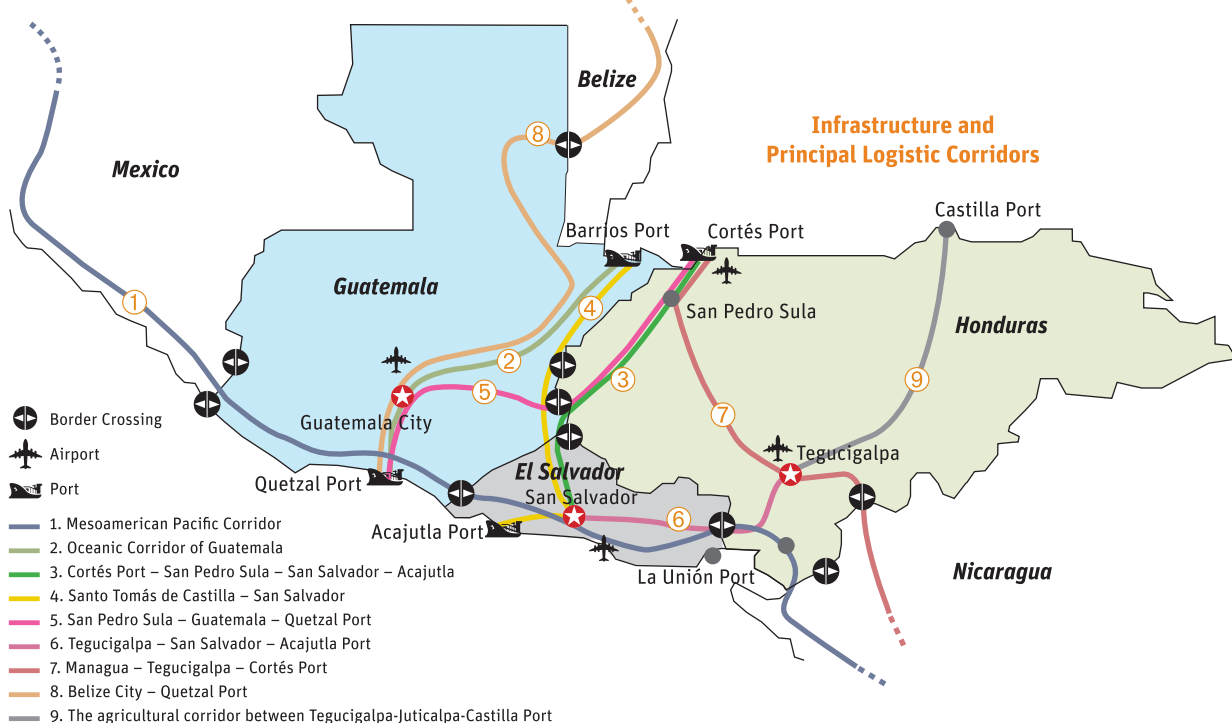 Belize
8
Infrastructure and
Principal Logistic Corridors
Mexico
Castilla Port
Barrios Port
Cortés Port
Guatemala
1
4
San Pedro Sula
Honduras
2
3
9
5
Guatemala City
7
Border Crossing
Airport
Tegucigalpa
El Salvador
Port
Quetzal Port
San Salvador
6
Acajutla Port
La Unión Port
Nicaragua
1. Mesoamerican Pacific Corridor
2. Oceanic Corridor of Guatemala
3. Cortés Port – San Pedro Sula – San Salvador – Acajutla
4. Santo Tomás de Castilla – San Salvador
5. San Pedro Sula – Guatemala – Quetzal Port
6. Tegucigalpa – San Salvador – Acajutla Port
7. Managua – Tegucigalpa – Cortés Port
8. Belize City – Quetzal Port
9. The agricultural corridor between Tegucigalpa-Juticalpa-Castilla Port